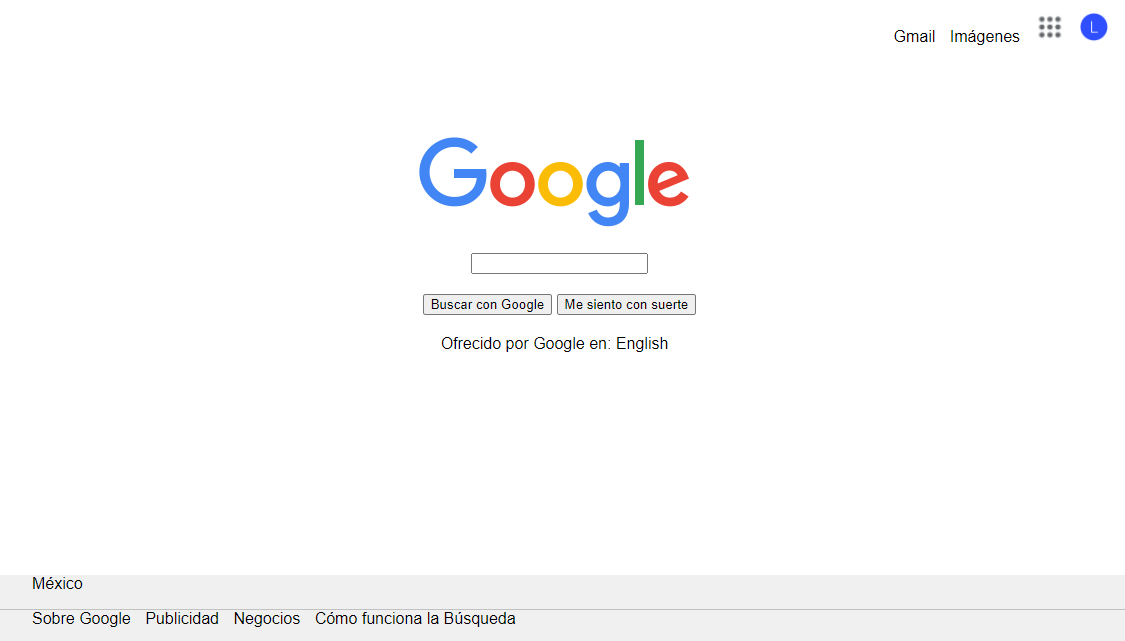 Gmail Imágenes
L
Google
Buscar con Google Me siento con suerte
Ofrecido por Google en: English
México
Sobre Google Publicidad Negocios Cómo funciona la Búsqueda